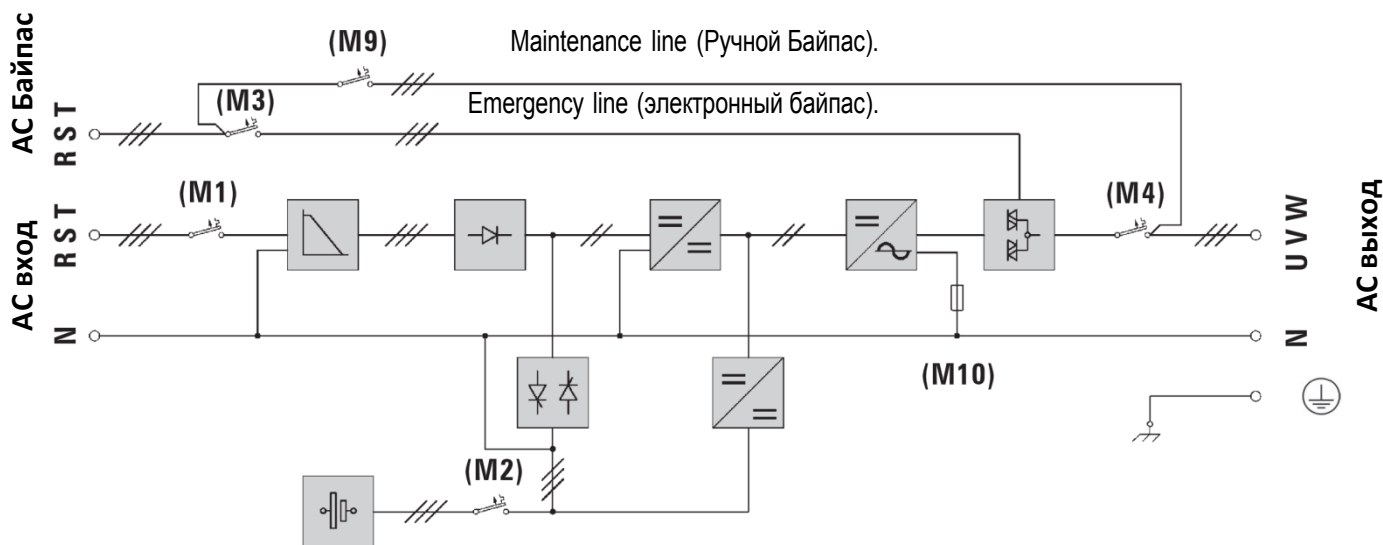 (M9)
Maintenance line (Ручной Байпас).
АС Байпас
R S T
(M3)
Emergency line (электронный байпас).
(M1)
(M4)
АС вход
R S T
U V W
АС выход
N
N
(M10)
(M2)